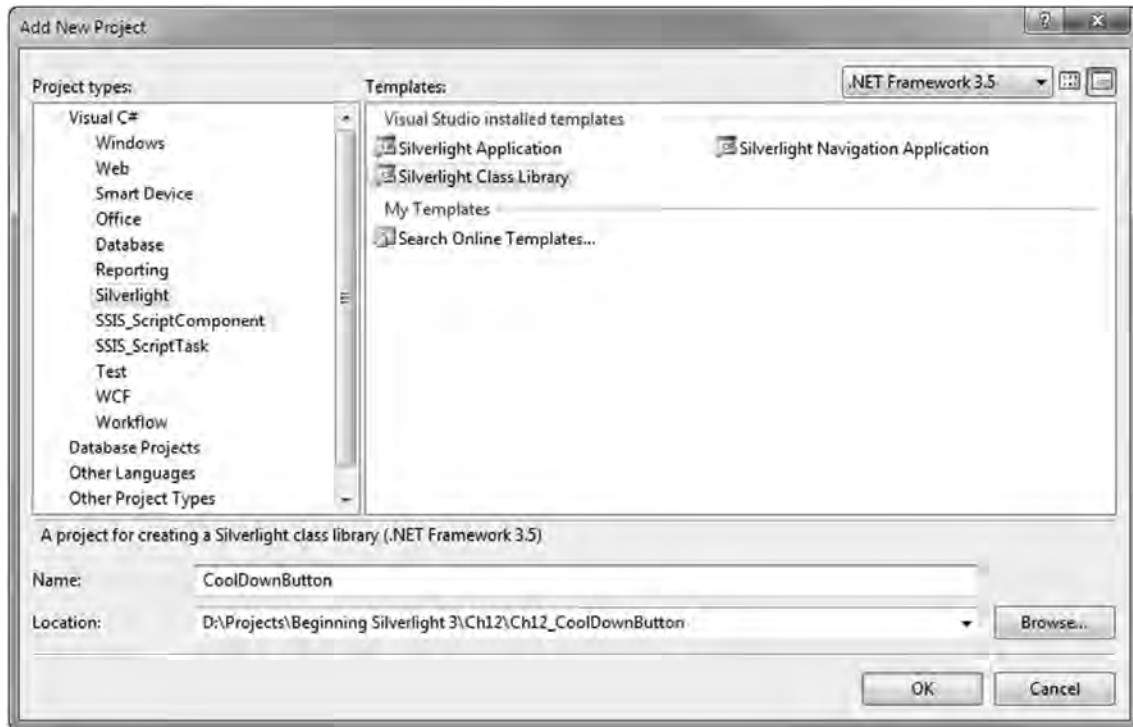 Add New Project
Project types:
Templates:
.NET Framework 3.5
Visual C#
Windows
Web
Smart Device
Office
Database
Reporting
Silverlight
SSIS_ScriptComponent
SSIS_ScriptTask
Test
WCF
Workflow
Database Projects
Other Languages
Other Project Types
Visual Studio installed templates
Silverlight Application
Silverlight Navigation Application
Silverlight Class Library
My Templates
Search Online Templates...
A project for creating a Silverlight class library (.NET Framework 3.5)
Name:
CoolDownButton
Location:
D:\Projects\Beginning Silverlight 3\Ch12\Ch12_CoolDownButton
Browse...
OK
Cancel